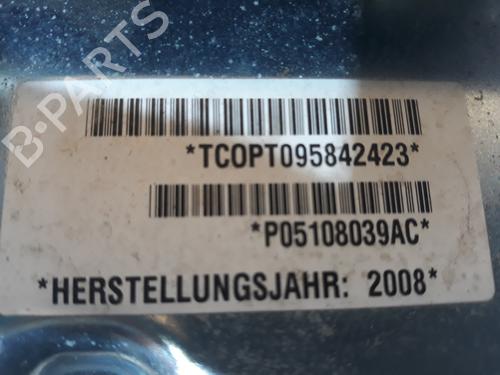 B-PARTS
*TCOPT095842423*
*P05108039AC*
*HERSTELLUNGSJAHR: 2008*